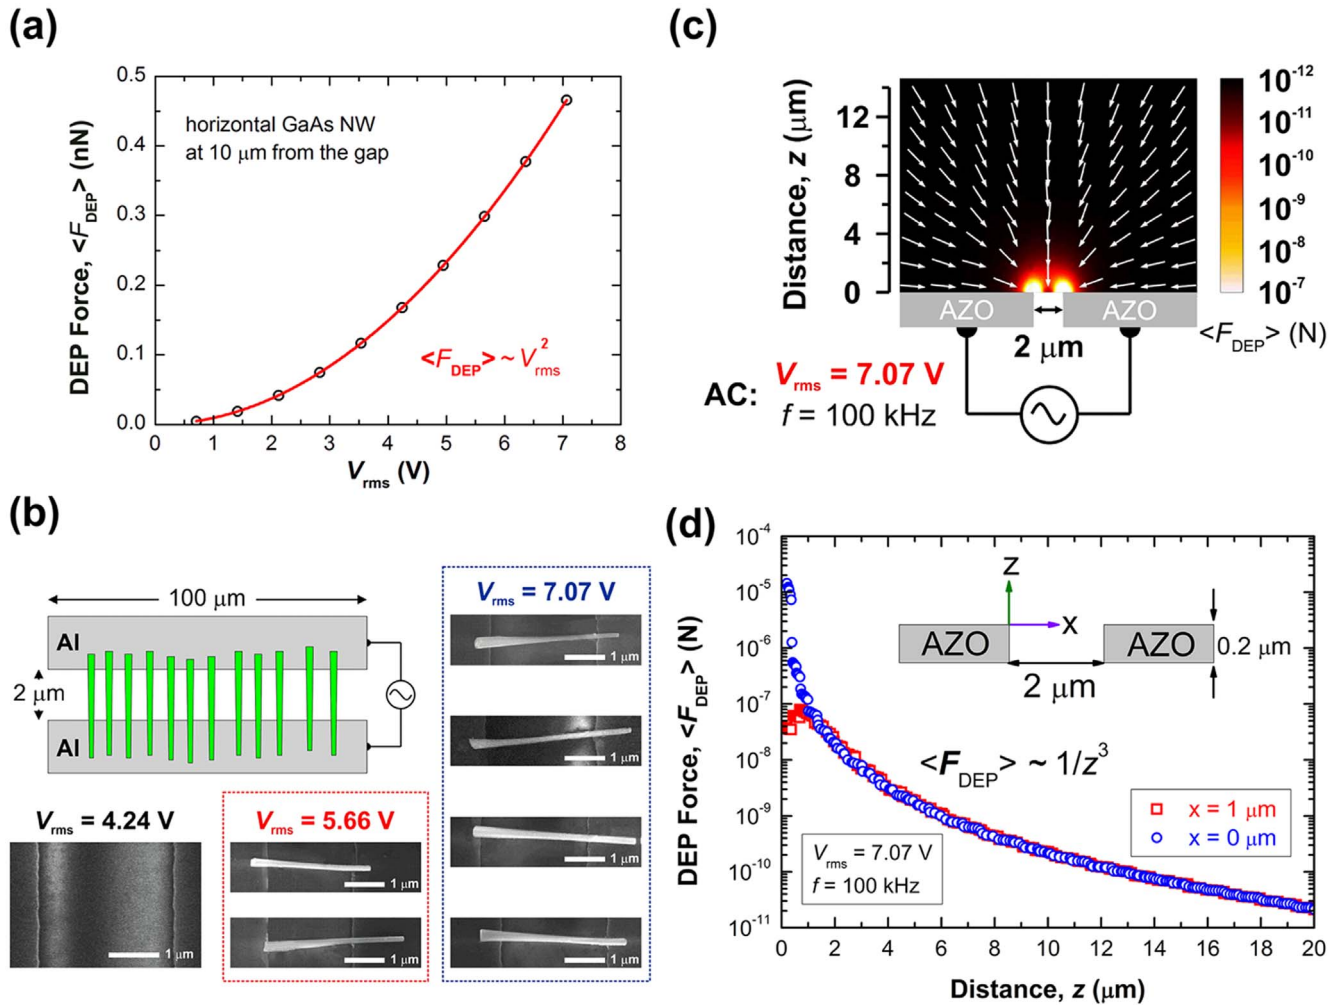 (a)
DEP Force, <F_DEP> (nN)
0.5
0.4
0.3
0.2
0.1
0.0
horizontal GaAs NW
at 10 μm from the gap
<F_DEP> ~ V²_rms
0 1 2 3 4 5 6 7 8
V_rms (V)
(b)
100 μm
Al
2 μm
Al
V_rms = 4.24 V
1 μm
V_rms = 5.66 V
1 μm
1 μm
V_rms = 7.07 V
1 μm
1 μm
1 μm
1 μm
(c)
Distance, z (μm)
12
8
4
0
10⁻¹²
10⁻¹¹
10⁻¹⁰
10⁻⁹
10⁻⁸
10⁻⁷
<F_DEP> (N)
AZO AZO
2 μm
AC:
V_rms = 7.07 V
f = 100 kHz
(d)
DEP Force, <F_DEP> (N)
10⁻⁴
10⁻⁵
10⁻⁶
10⁻⁷
10⁻⁸
10⁻⁹
10⁻¹⁰
10⁻¹¹
z
x
AZO AZO
0.2 μm
2 μm
<F_DEP> ~ 1/z³
x = 1 μm
x = 0 μm
V_rms = 7.07 V
f = 100 kHz
0 2 4 6 8 10 12 14 16 18 20
Distance, z (μm)